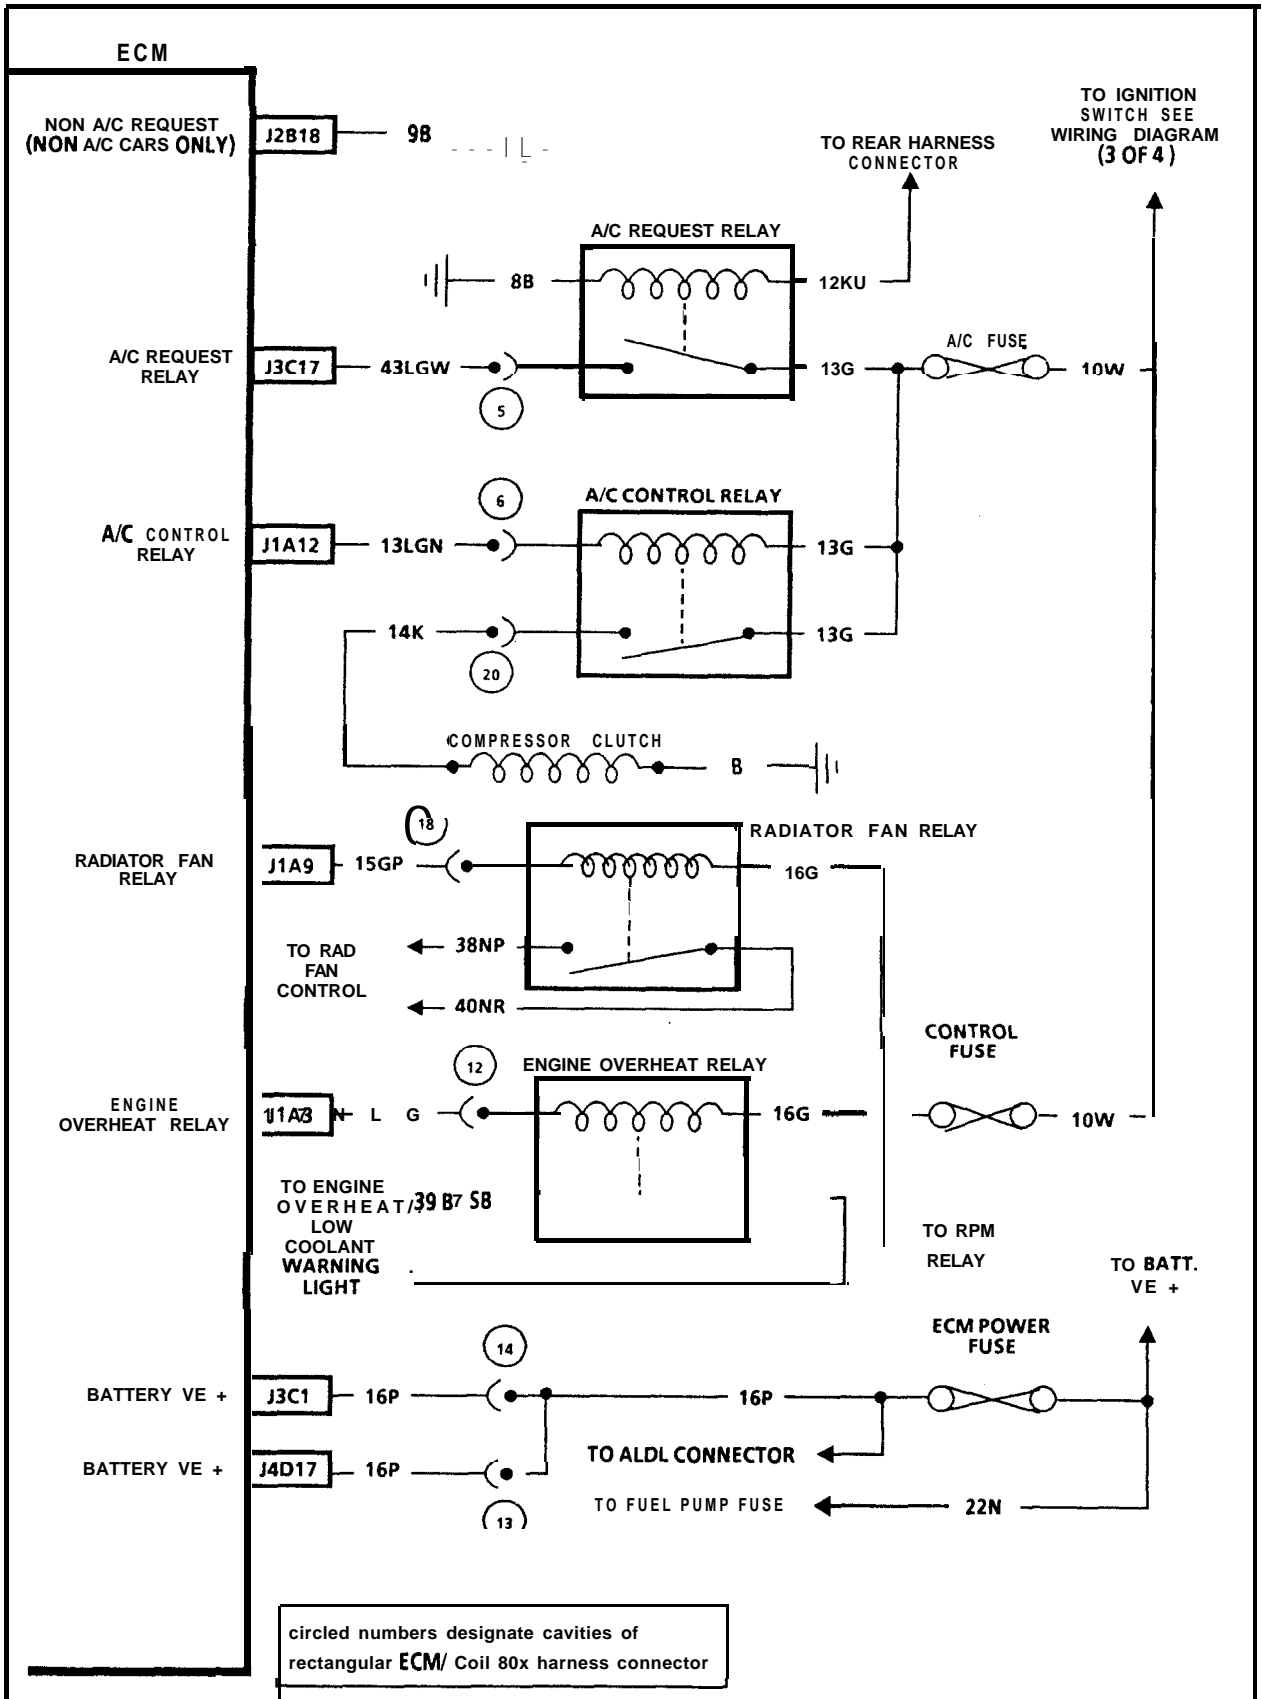 ECM
NON A/C REQUEST
(NON A/C CARS ONLY)
J2B18
9B
TO REAR HARNESS
CONNECTOR
TO IGNITION
SWITCH SEE
WIRING DIAGRAM
(3 OF 4)
A/C REQUEST RELAY
8B
12KU
A/C REQUEST
RELAY
J3C17
43LGW
5
13G
A/C FUSE
10W
A/C CONTROL RELAY
6
A/C CONTROL
RELAY
J1A12
13LGN
13G
14K
20
13G
COMPRESSOR CLUTCH
B
18
RADIATOR FAN RELAY
RADIATOR FAN
RELAY
J1A9
15GP
16G
TO RAD
FAN
CONTROL
38NP
40NR
CONTROL
FUSE
12
ENGINE OVERHEAT RELAY
ENGINE
OVERHEAT RELAY
J1A3
N L G
16G
10W
TO ENGINE
OVERHEAT/
LOW
COOLANT
WARNING
LIGHT
39 B
SB
TO RPM
RELAY
TO BATT.
VE +
ECM POWER
FUSE
14
BATTERY VE +
J3C1
16P
16P
TO ALDL CONNECTOR
BATTERY VE +
J4D17
16P
13
TO FUEL PUMP FUSE
22N
circled numbers designate cavities of
rectangular ECM/ Coil 80x harness connector